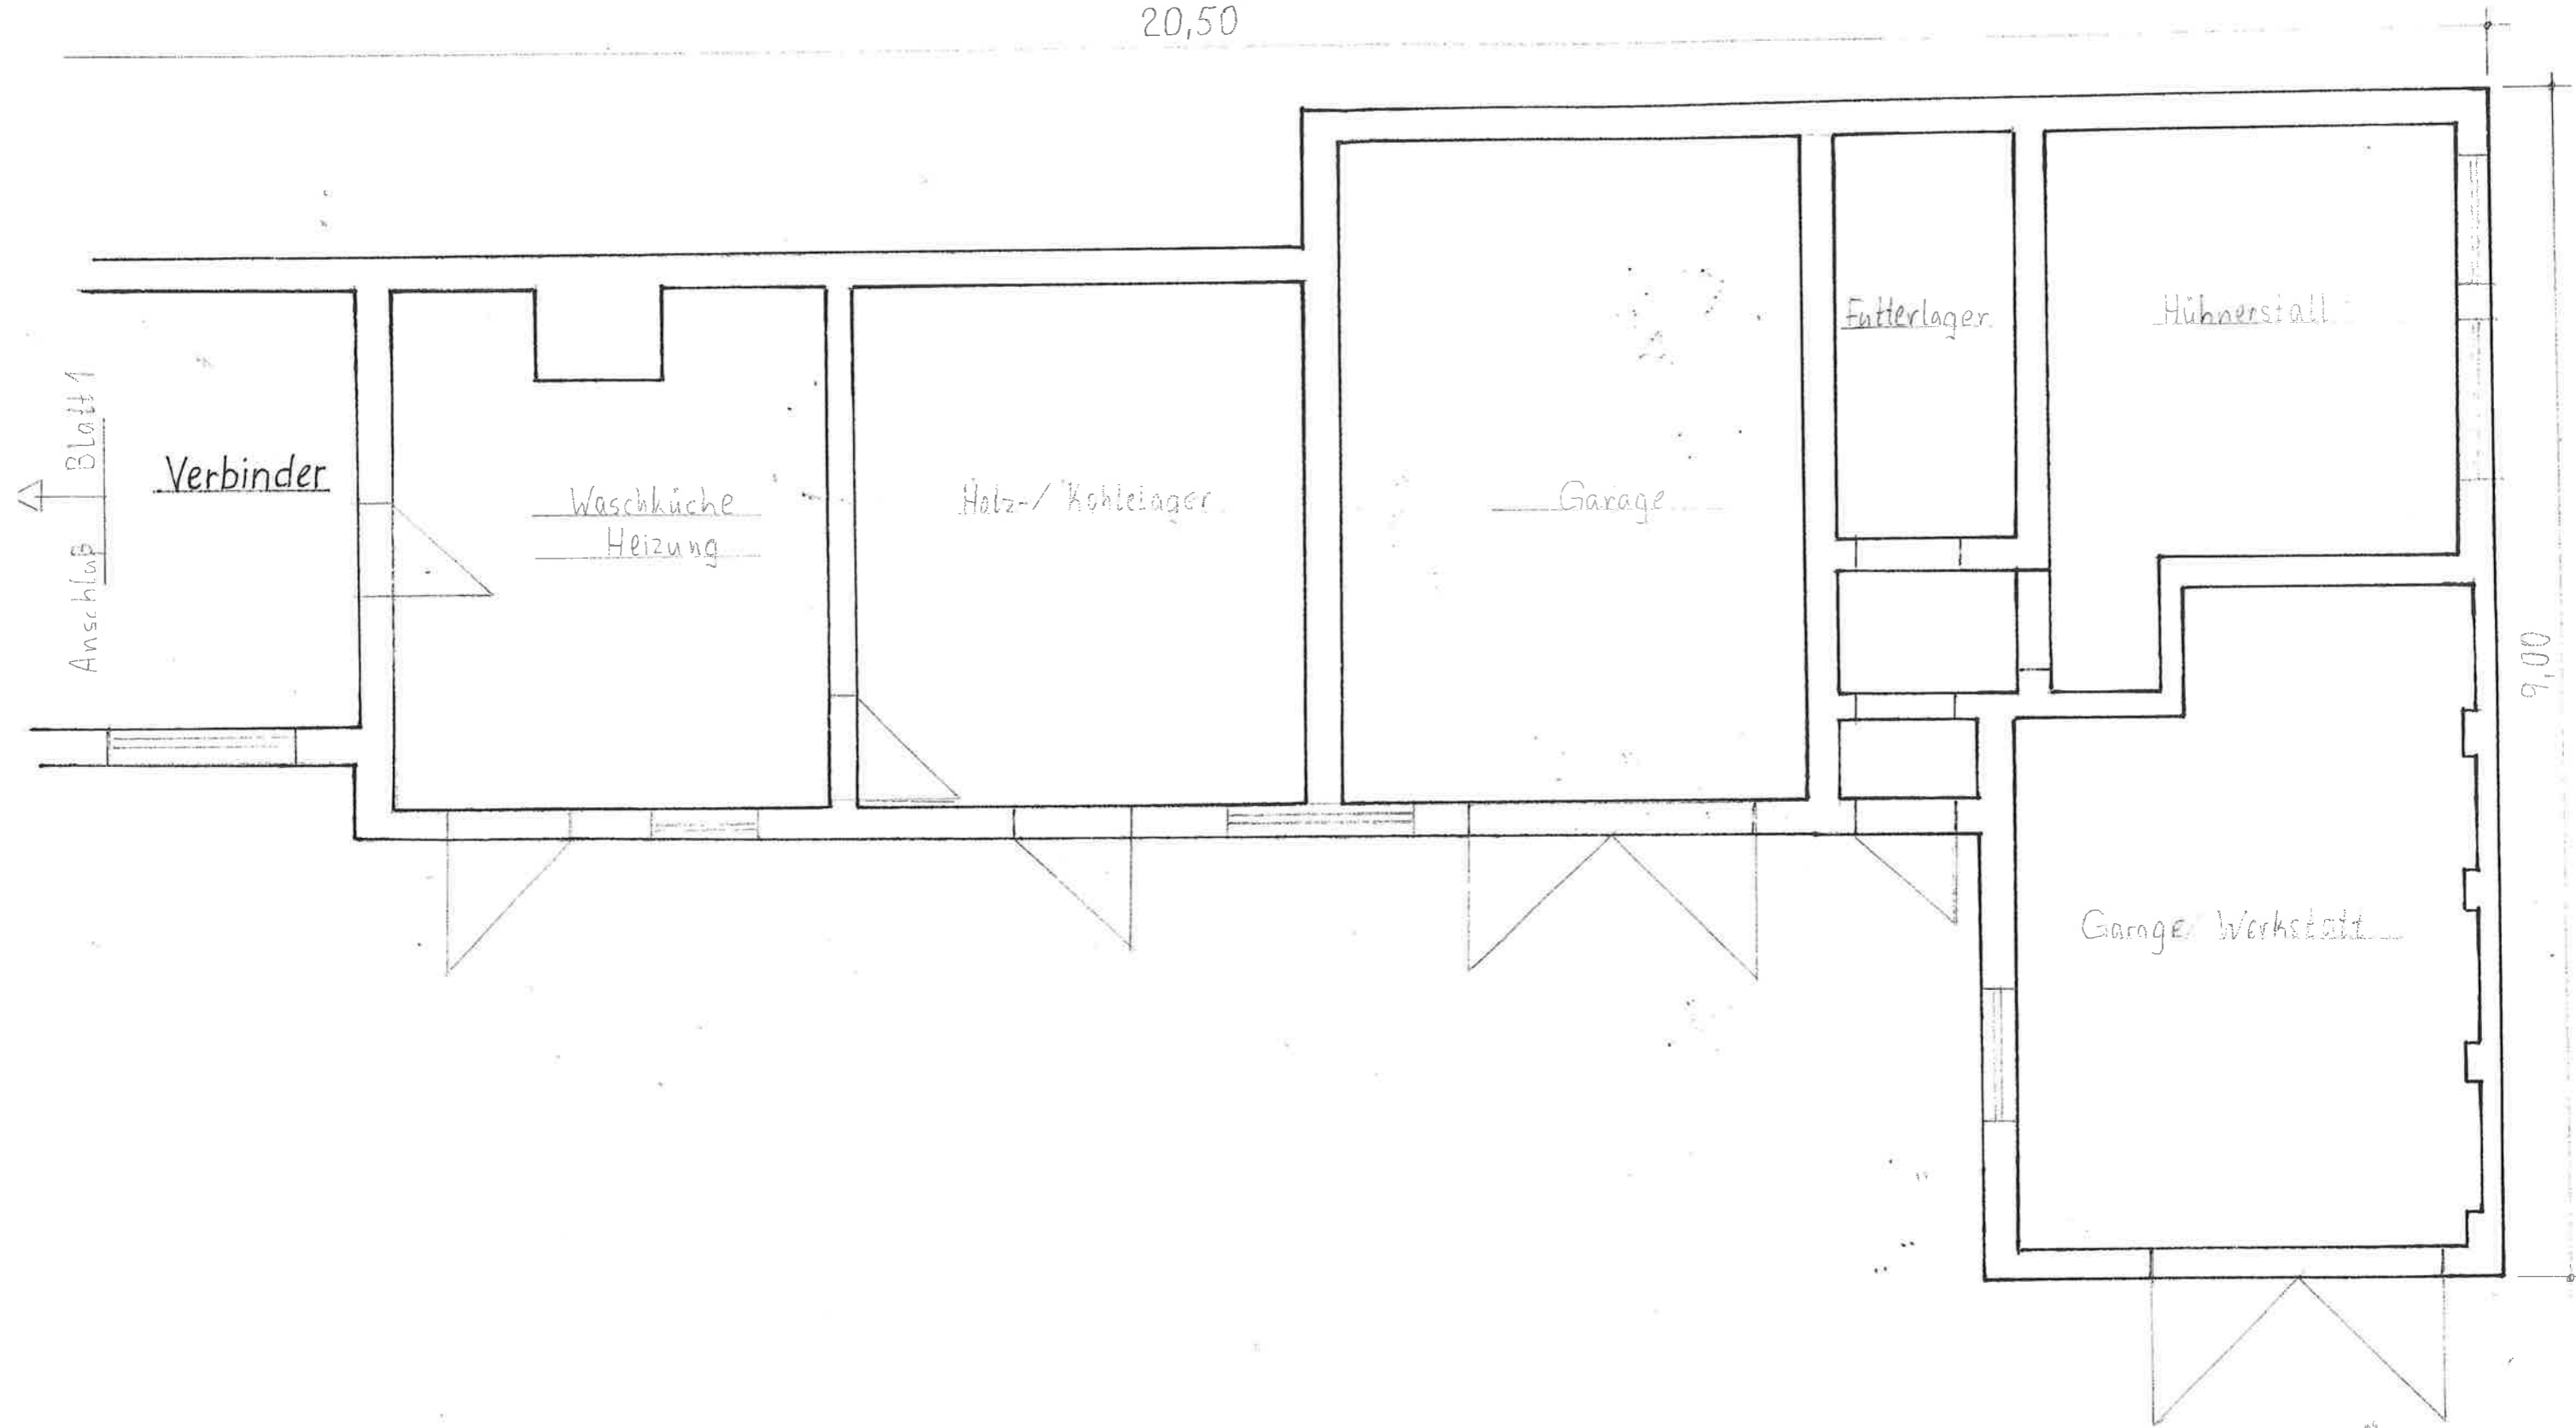 20,50
Futterlager
Hühnerstall
Anschluß Blatt 1
Verbinder
Waschküche
Heizung
Holz-/ Kohlelager
Garage
9,00
Garage Werkstatt